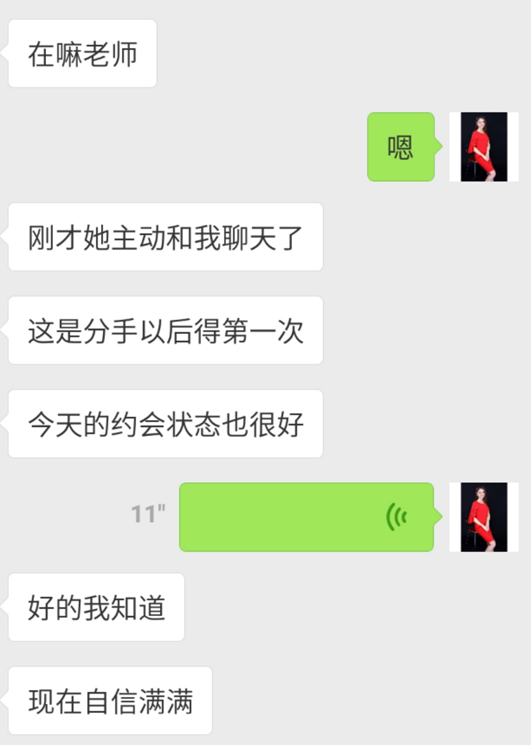 在嘛老师
嗯
刚才她主动和我聊天了
这是分手以后得第一次
今天的约会状态也很好
11"
好的我知道
现在自信满满